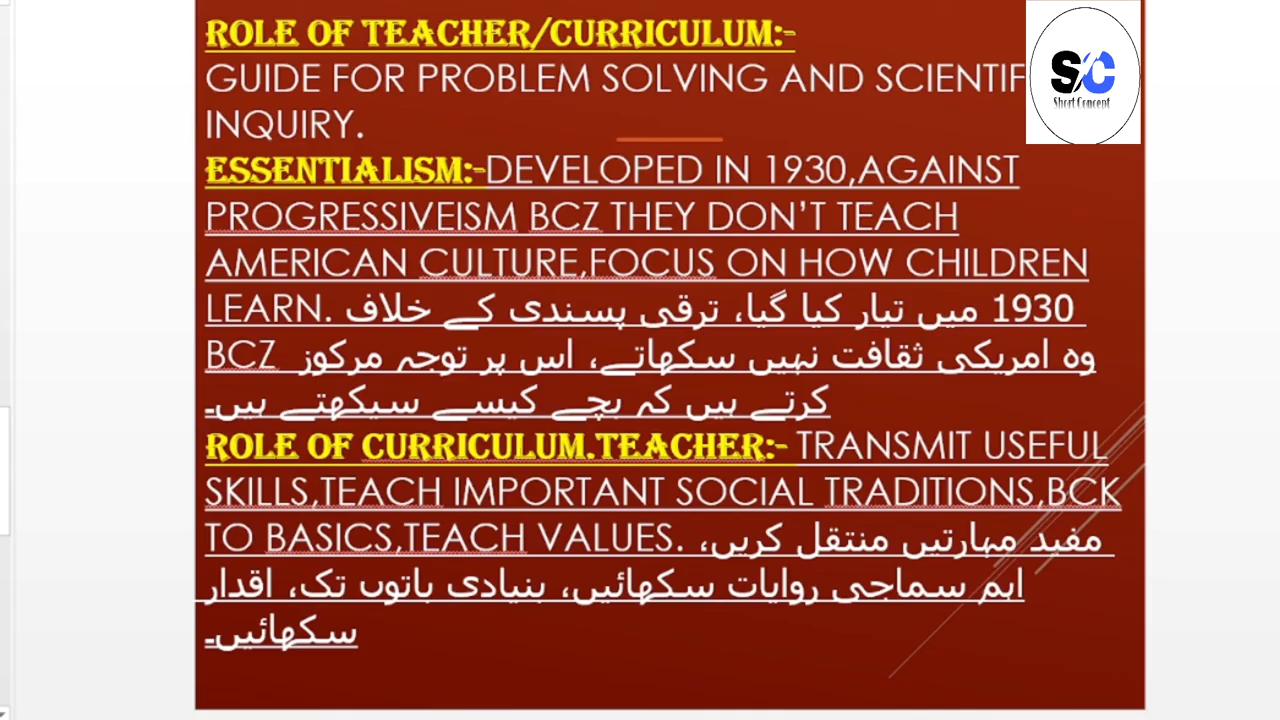 ROLE OF TEACHER/CURRICULUM:-
GUIDE FOR PROBLEM SOLVING AND SCIENTIF
INQUIRY.
ESSENTIALISM:-DEVELOPED IN 1930,AGAINST
PROGRESSIVEISM BCZ THEY DON'T TEACH
AMERICAN CULTURE,FOCUS ON HOW CHILDREN
LEARN. 1930 میں تیار کیا گیا، ترقی پسندی کے خلاف
BCZ وہ امریکی ثقافت نہیں سکھاتے، اس پر توجہ مرکوز
کرتے ہیں کہ بچے کیسے سیکھتے ہیں۔
ROLE OF CURRICULUM.TEACHER:- TRANSMIT USEFUL
SKILLS,TEACH IMPORTANT SOCIAL TRADITIONS,BCK
TO BASICS,TEACH VALUES. مفید مہارتیں منتقل کریں،
اہم سماجی روایات سکھائیں، بنیادی باتوں تک، اقدار
سکھائیں۔
S/C
Short Concept